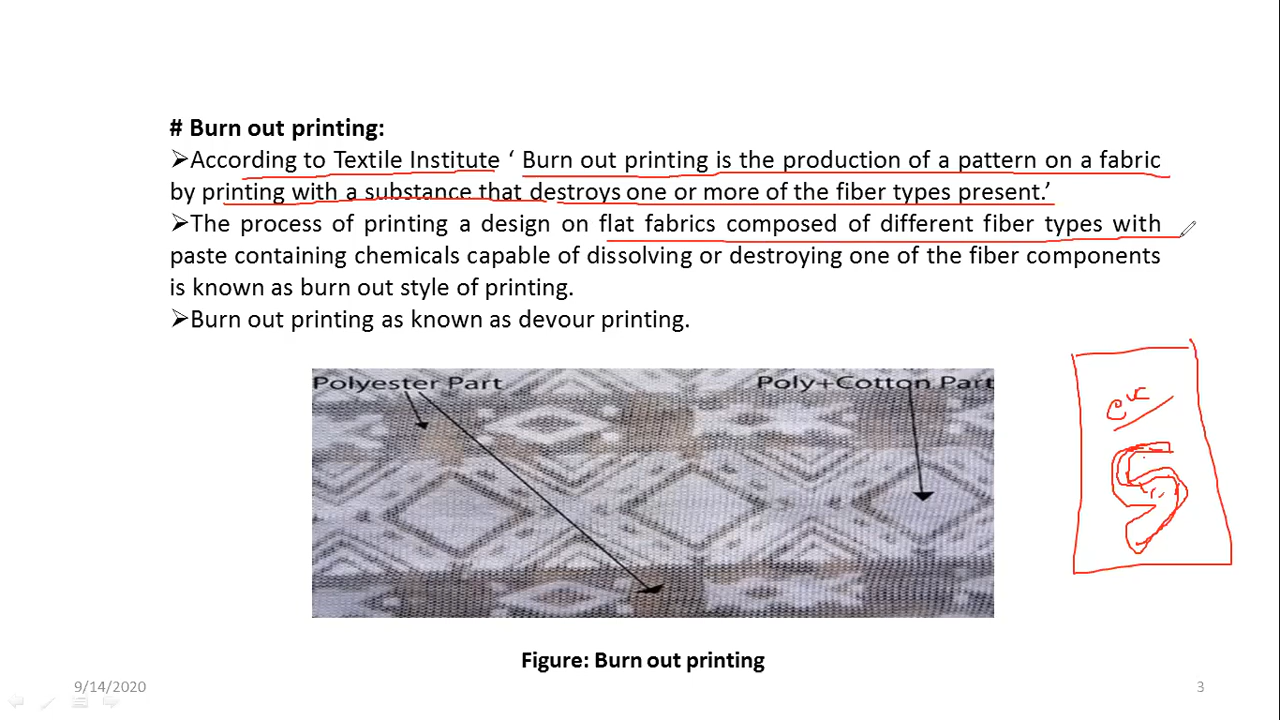 # Burn out printing:
➢According to Textile Institute ‘ Burn out printing is the production of a pattern on a fabric
by printing with a substance that destroys one or more of the fiber types present.’
➢The process of printing a design on flat fabrics composed of different fiber types with
paste containing chemicals capable of dissolving or destroying one of the fiber components
is known as burn out style of printing.
➢Burn out printing as known as devour printing.
Polyester Part Poly+Cotton Part
Figure: Burn out printing
9/14/2020 3